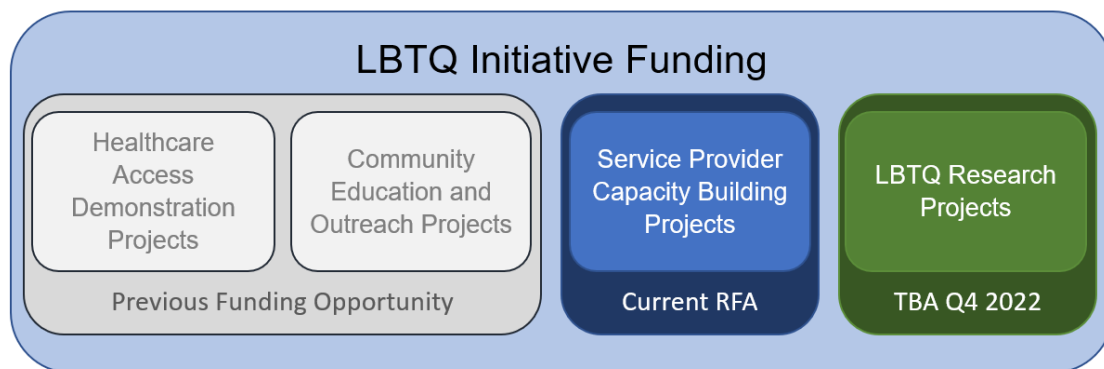 LBTQ Initiative Funding
Healthcare
Access
Demonstration
Projects
Community
Education and
Outreach Projects
Previous Funding Opportunity
Service Provider
Capacity Building
Projects
Current RFA
LBTQ Research
Projects
TBA Q4 2022